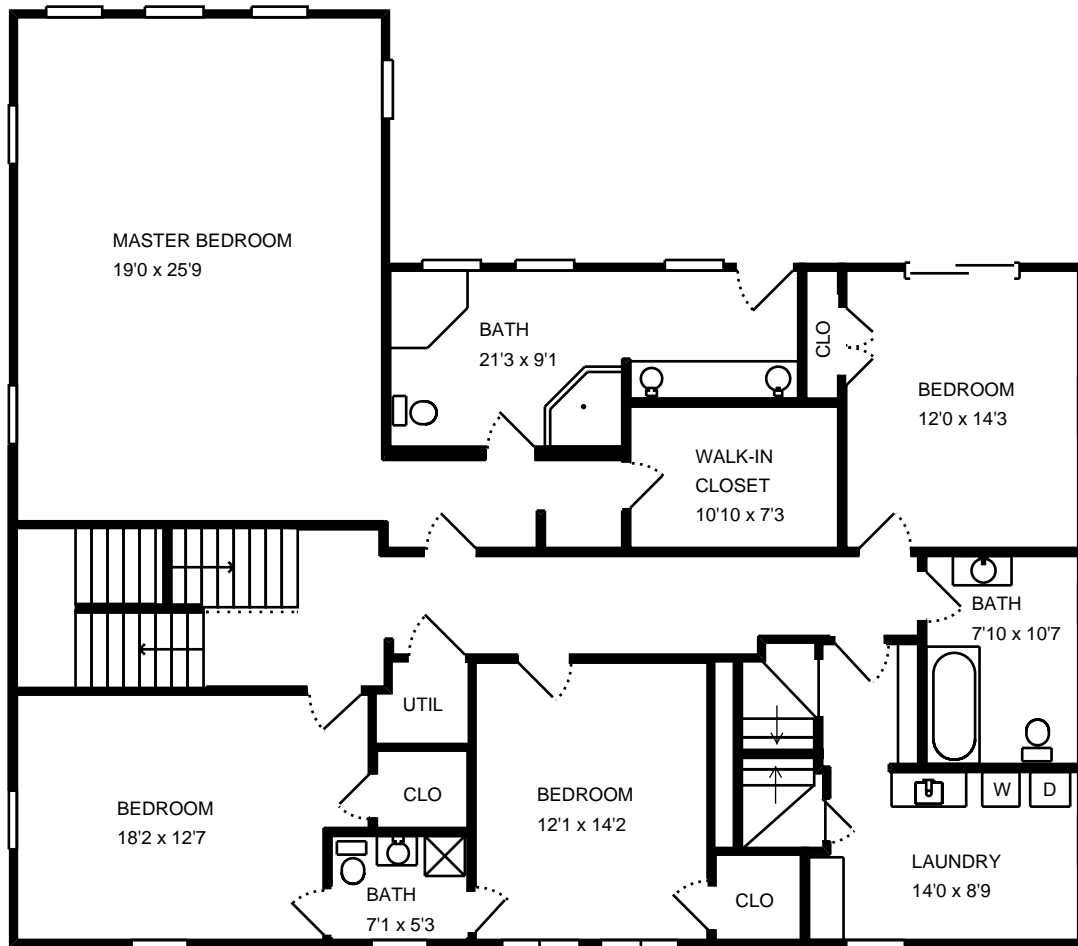 MASTER BEDROOM
19'0 x 25'9
BATH
21'3 x 9'1
CLO
BEDROOM
12'0 x 14'3
WALK-IN
CLOSET
10'10 x 7'3
BATH
7'10 x 10'7
UTIL
CLO
BEDROOM
18'2 x 12'7
BEDROOM
12'1 x 14'2
W
D
LAUNDRY
14'0 x 8'9
BATH
7'1 x 5'3
CLO